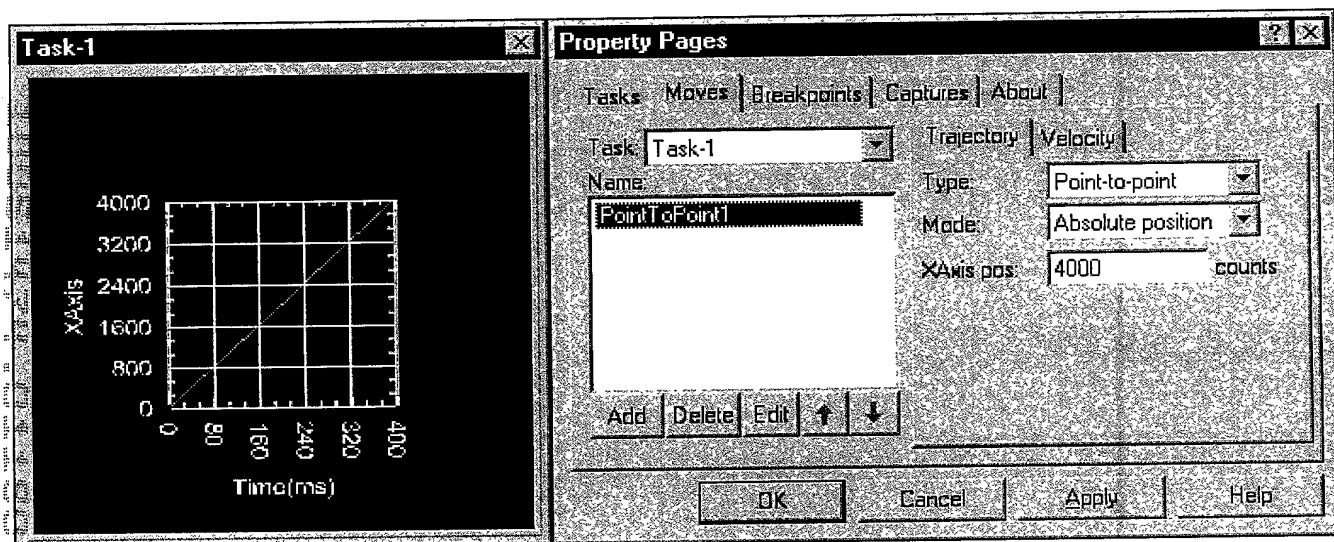 Task-1
4000
3200
2400
1600
800
0
XAxis
0 80 160 240 320 400
Time(ms)
Property Pages
Tasks Moves Breakpoints Captures About
Task: Task-1
Name:
PointToPoint1
Add Delete Edit
Trajectory Velocity
Type: Point-to-point
Mode: Absolute position
XAxis pos: 4000 counts
OK Cancel Apply Help